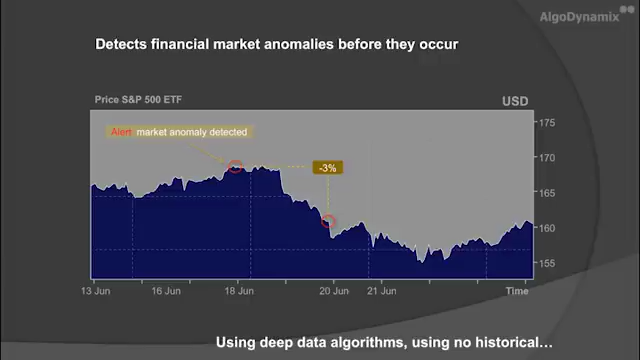 AlgoDynamix
Detects financial market anomalies before they occur
Price S&P 500 ETF
USD
Alert market anomaly detected
-3%
175
170
165
160
155
13 Jun
16 Jun
18 Jun
20 Jun
21 Jun
Time
Using deep data algorithms, using no historical…